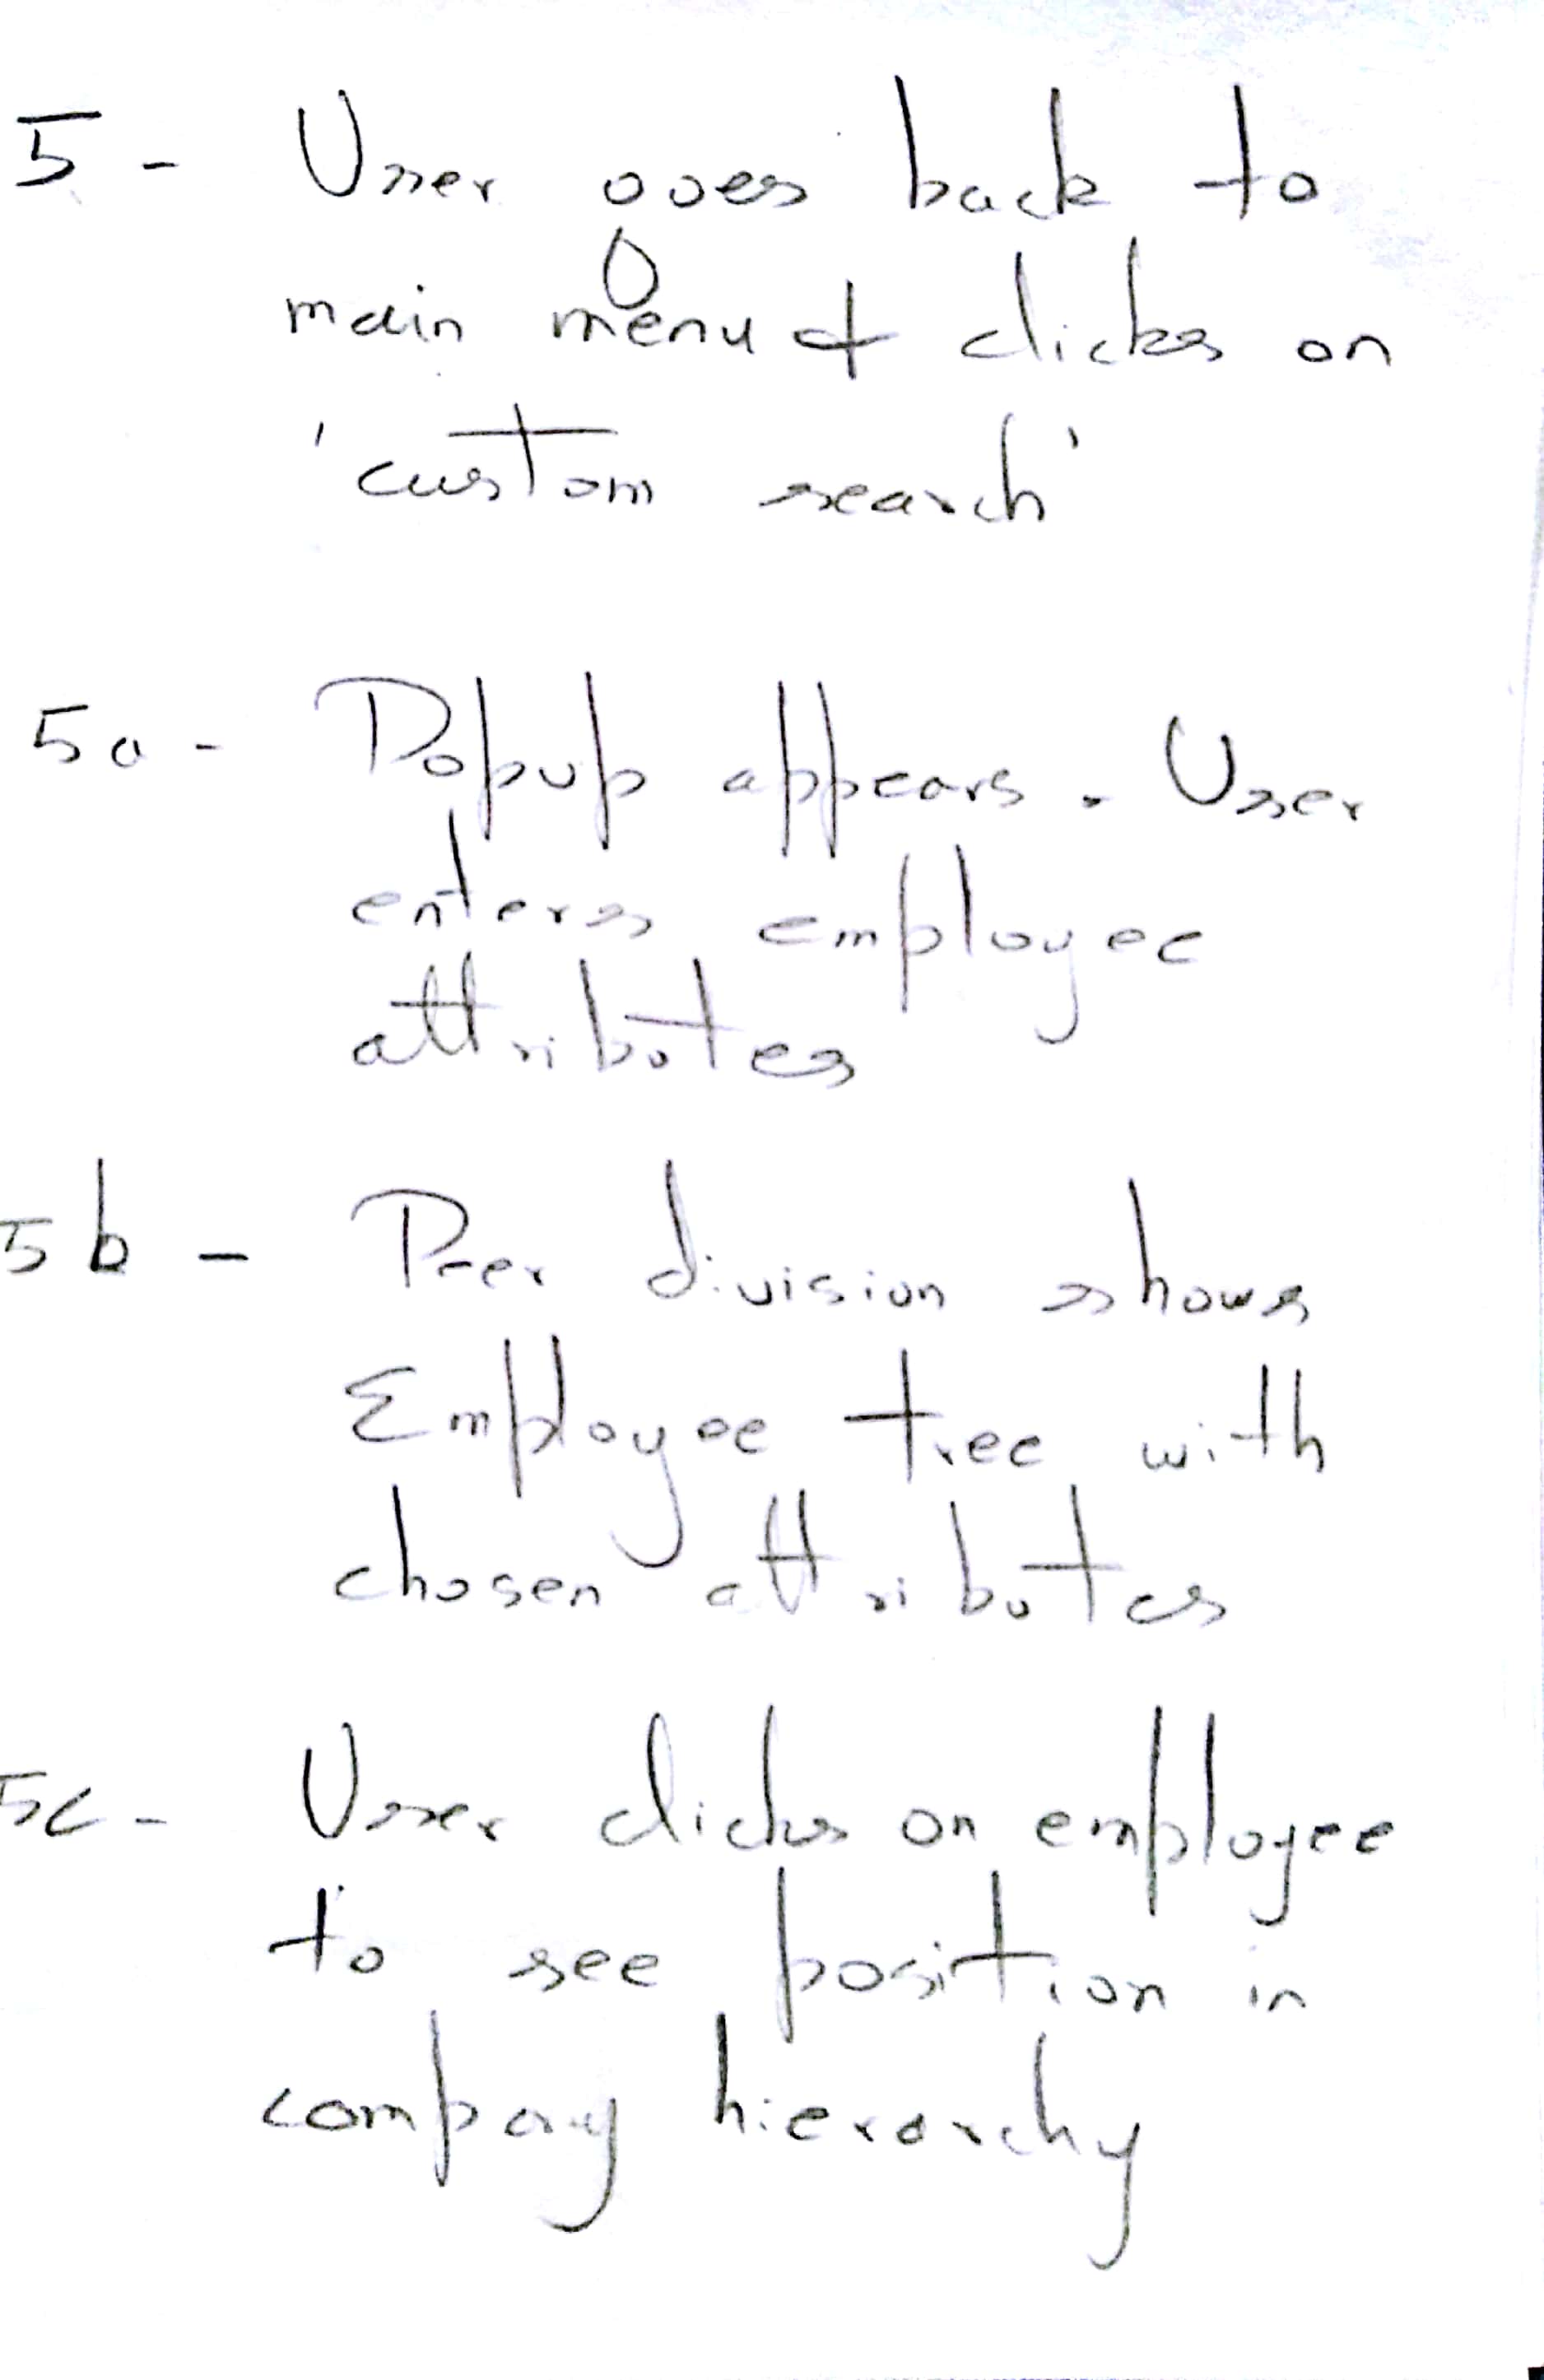 5 - User goes back to
main menu & clicks on
'custom search'
5a - Popup appears. User
enters employee
attributes
5b - Peer division shows
Employee tree with
chosen attributes
5c - User clicks on employee
to see position in
company hierarchy